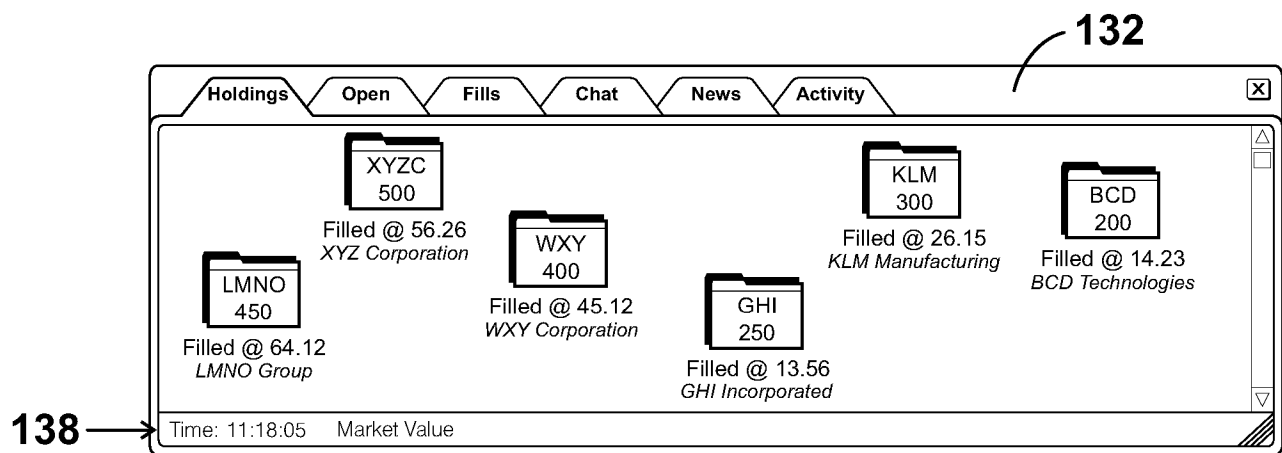 132
Holdings Open Fills Chat News Activity X
XYZC
500
Filled @ 56.26
XYZ Corporation
KLM
300
Filled @ 26.15
KLM Manufacturing
BCD
200
Filled @ 14.23
BCD Technologies
LMNO
450
Filled @ 64.12
LMNO Group
WXY
400
Filled @ 45.12
WXY Corporation
GHI
250
Filled @ 13.56
GHI Incorporated
138
Time: 11:18:05 Market Value